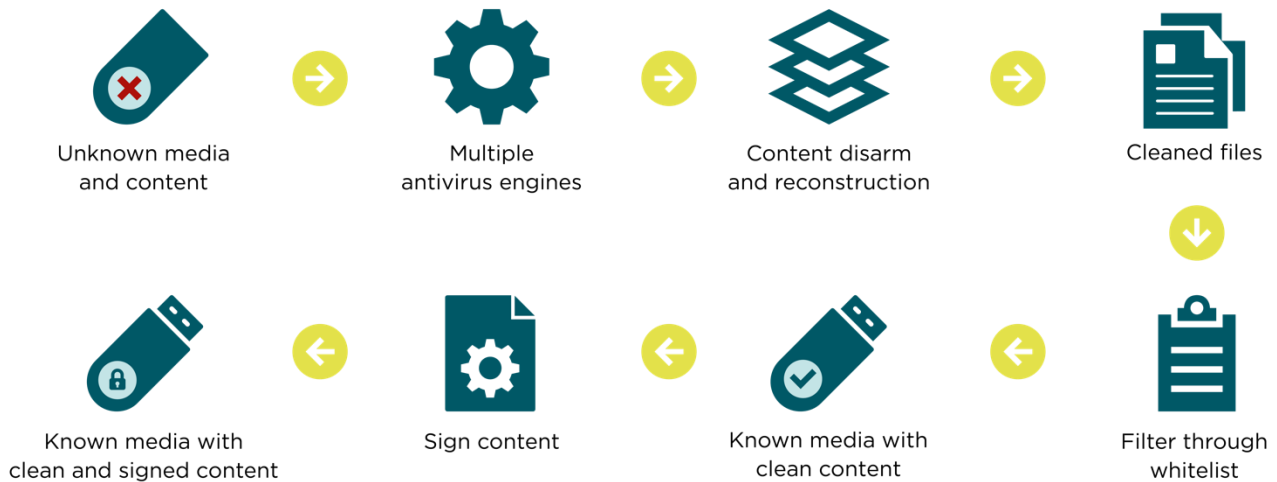 Unknown media
and content
Multiple
antivirus engines
Content disarm
and reconstruction
Cleaned files
Filter through
whitelist
Known media with
clean content
Sign content
Known media with
clean and signed content